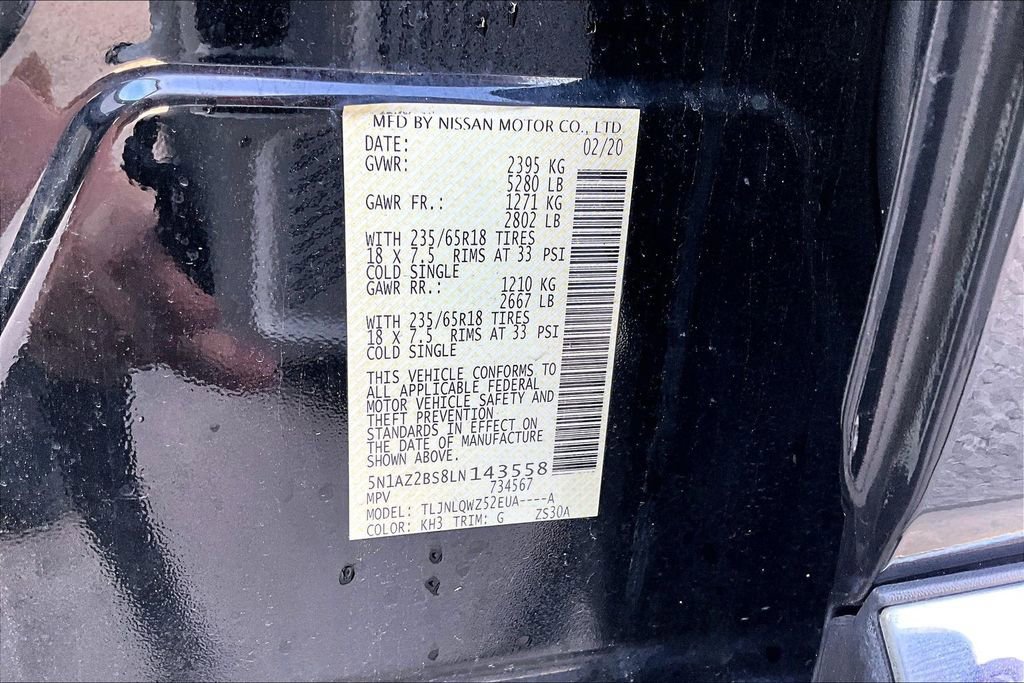 MFD BY NISSAN MOTOR CO., LTD
DATE: 02/20
GVWR: 2395 KG
5280 LB
GAWR FR.: 1271 KG
2802 LB
WITH 235/65R18 TIRES
18 X 7.5 RIMS AT 33 PSI
COLD SINGLE
GAWR RR.: 1210 KG
2667 LB
WITH 235/65R18 TIRES
18 X 7.5 RIMS AT 33 PSI
COLD SINGLE
THIS VEHICLE CONFORMS TO
ALL APPLICABLE FEDERAL
MOTOR VEHICLE SAFETY AND
THEFT PREVENTION
STANDARDS IN EFFECT ON
THE DATE OF MANUFACTURE
SHOWN ABOVE.
5N1AZ2BS8LN143558
MPV 734567
MODEL: TLJNLQWZ52EUA----A
COLOR: KH3 TRIM: G ZS30A